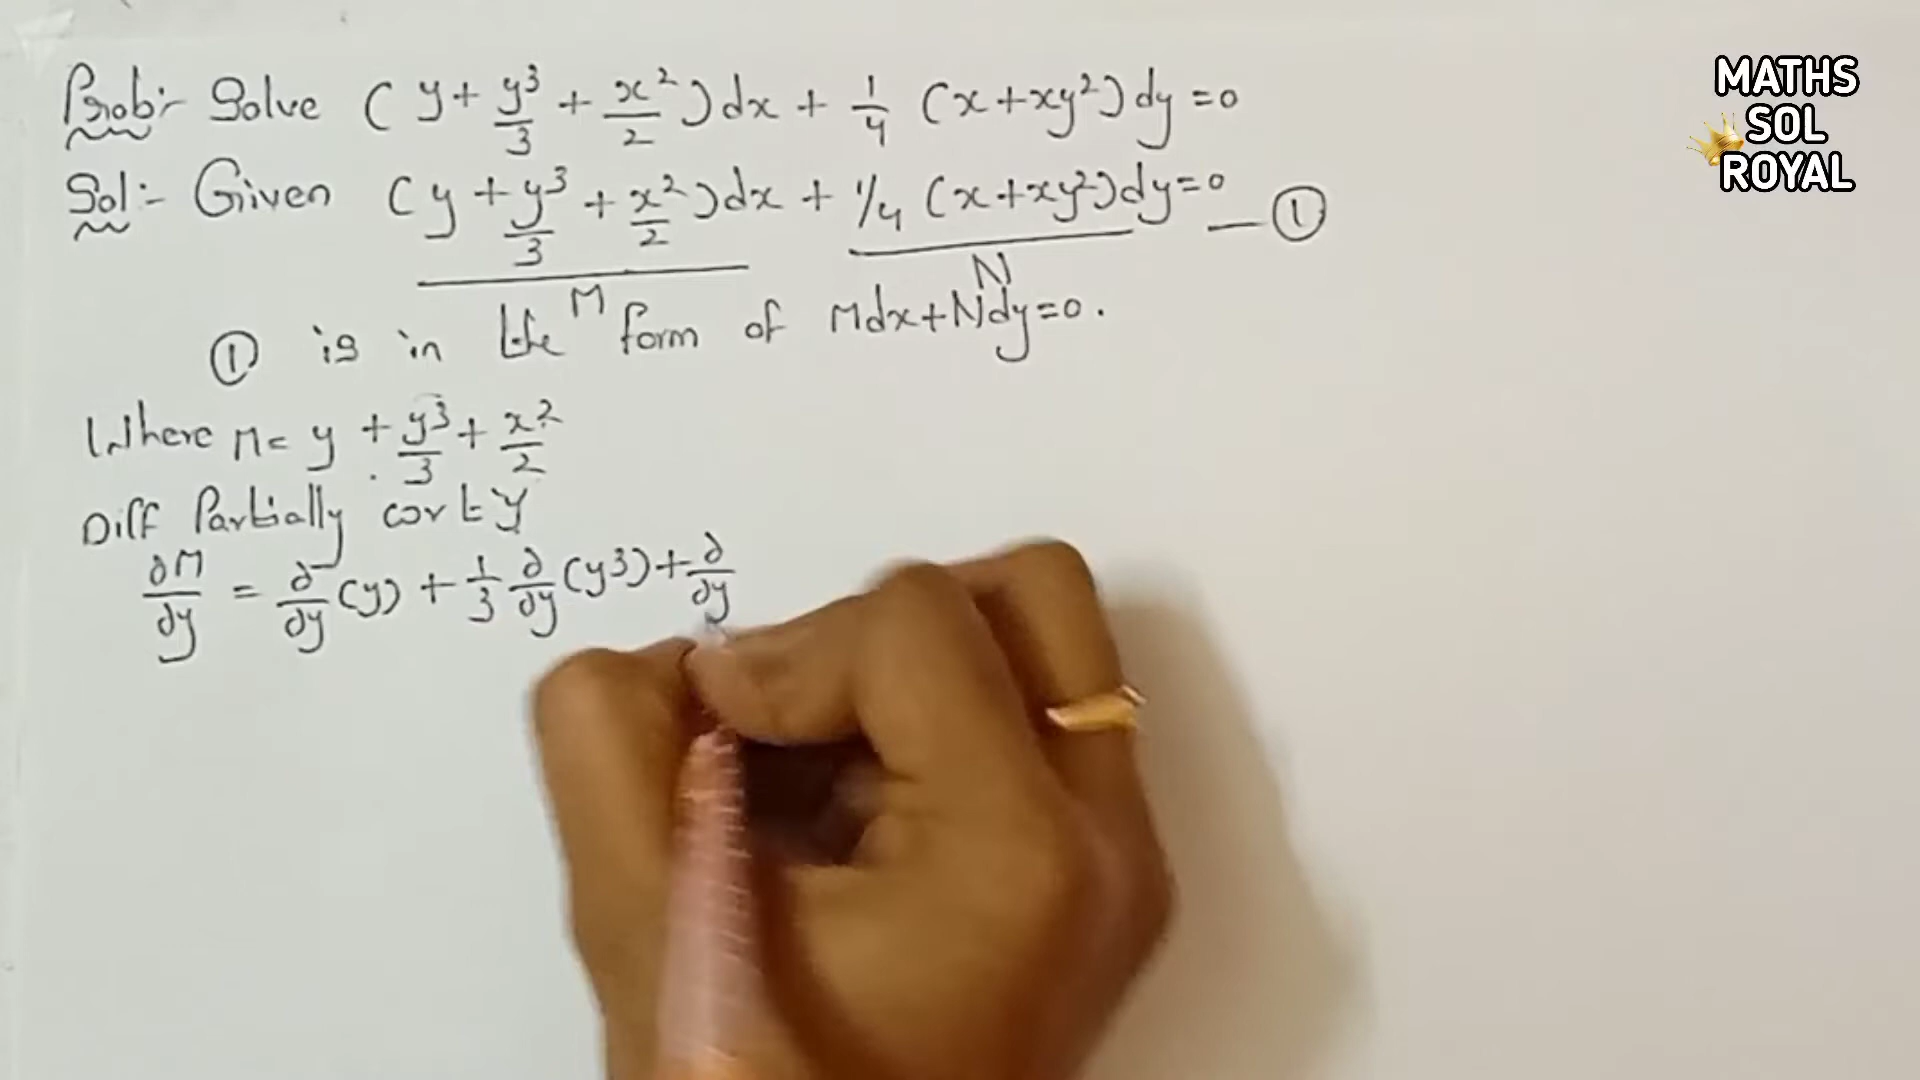 Prob:- Solve (y + y³/3 + x²/2)dx + 1/4 (x+xy²)dy=0
Sol:- Given (y + y³/3 + x²/2)dx + 1/4 (x+xy²)dy=0 — ①
M N
① is in the form of Mdx+Ndy=0.
Where M= y + y³/3 + x²/2
Diff Partially w r t y
∂M/∂y = ∂/∂y (y) + 1/3 ∂/∂y (y³) + ∂/∂y
MATHS
SOL
ROYAL